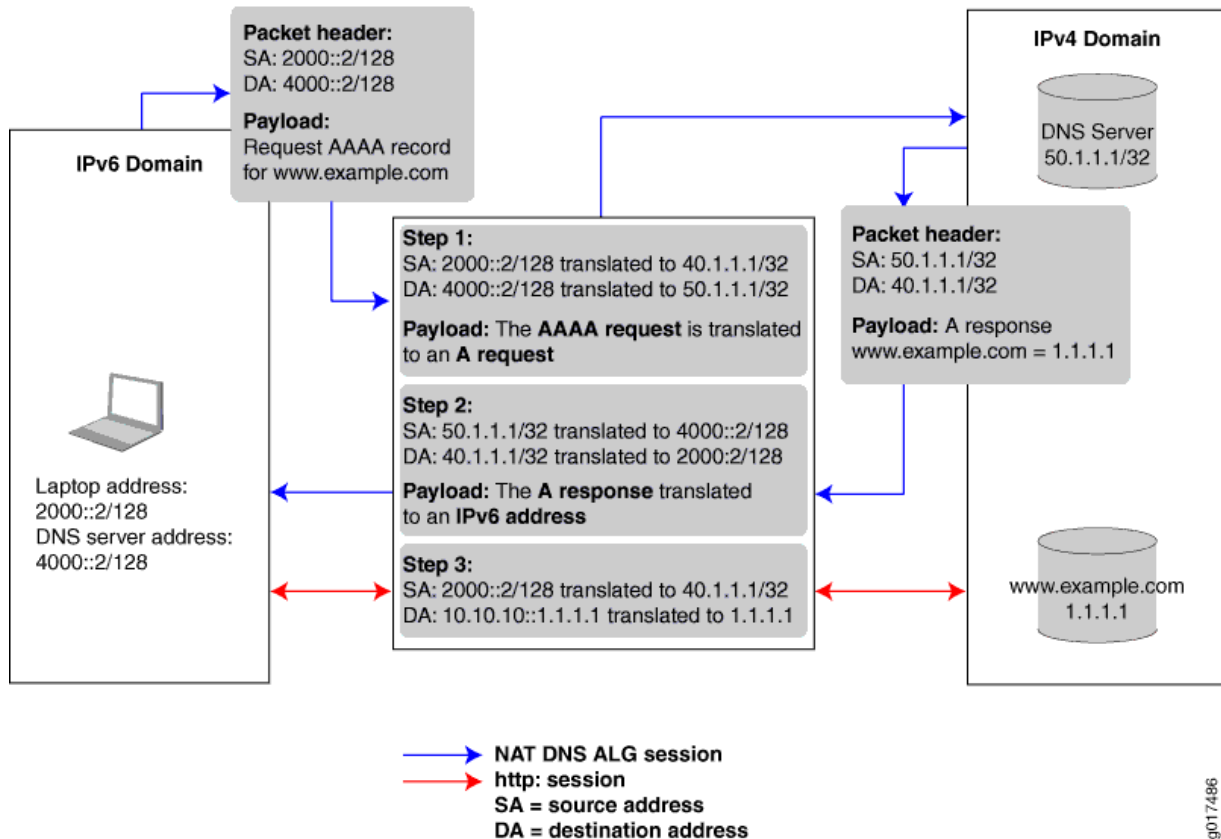 Packet header:
SA: 2000::2/128
DA: 4000::2/128
Payload:
Request AAAA record
for www.example.com
IPv6 Domain
Laptop address:
2000::2/128
DNS server address:
4000::2/128
Step 1:
SA: 2000::2/128 translated to 40.1.1.1/32
DA: 4000::2/128 translated to 50.1.1.1/32
Payload: The AAAA request is translated
to an A request
Step 2:
SA: 50.1.1.1/32 translated to 4000::2/128
DA: 40.1.1.1/32 translated to 2000:2/128
Payload: The A response translated
to an IPv6 address
Step 3:
SA: 2000::2/128 translated to 40.1.1.1/32
DA: 10.10.10::1.1.1.1 translated to 1.1.1.1
IPv4 Domain
DNS Server
50.1.1.1/32
Packet header:
SA: 50.1.1.1/32
DA: 40.1.1.1/32
Payload: A response
www.example.com = 1.1.1.1
www.example.com
1.1.1.1
NAT DNS ALG session
http: session
SA = source address
DA = destination address
g017486